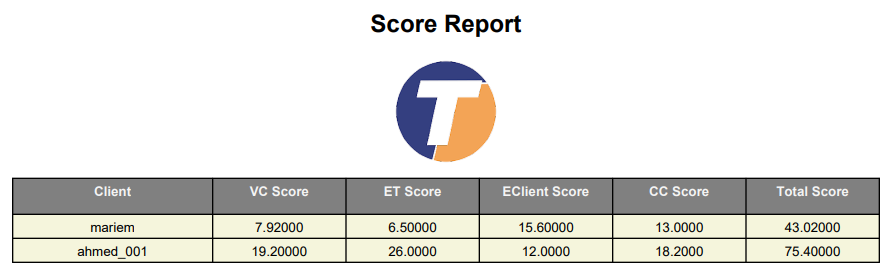 Score Report
T
Client VC Score ET Score EClient Score CC Score Total Score
mariem 7.92000 6.50000 15.60000 13.0000 43.02000
ahmed_001 19.20000 26.0000 12.0000 18.2000 75.40000